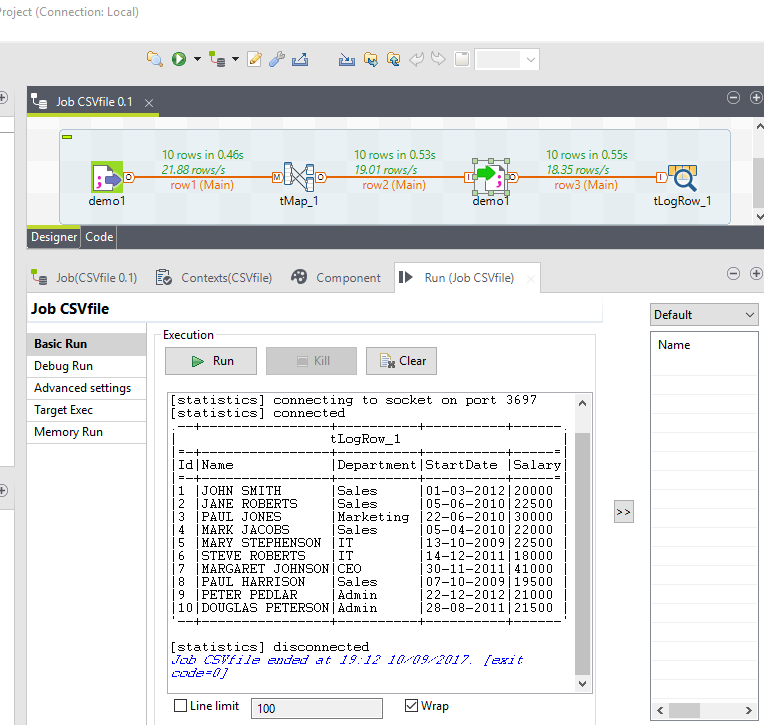 Project (Connection: Local)
Job CSVfile 0.1
10 rows in 0.46s
21.88 rows/s
row1 (Main)
10 rows in 0.53s
19.01 rows/s
row2 (Main)
10 rows in 0.55s
18.35 rows/s
row3 (Main)
O
M
O
I
O
I
demo1
tMap_1
demo1
tLogRow_1
Designer
Code
Job(CSVfile 0.1)
Contexts(CSVfile)
Component
Run (Job CSVfile)
Job CSVfile
Default
Name
Basic Run
Debug Run
Advanced settings
Target Exec
Memory Run
Execution
Run
Kill
Clear
[statistics] connecting to socket on port 3697
[statistics] connected
.--+----------------+----------+----------+------.
|                   tLogRow_1                    |
|=-+----------------+----------+----------+-----=|
|Id|Name            |Department|StartDate |Salary|
|=-+----------------+----------+----------+-----=|
|1 |JOHN SMITH      |Sales     |01-03-2012|20000 |
|2 |JANE ROBERTS    |Sales     |05-06-2010|22500 |
|3 |PAUL JONES      |Marketing |22-06-2010|30000 |
|4 |MARK JACOBS     |Sales     |05-04-2010|22000 |
|5 |MARY STEPHENSON |IT        |13-10-2009|22500 |
|6 |STEVE ROBERTS   |IT        |14-12-2011|18000 |
|7 |MARGARET JOHNSON|CEO       |30-11-2011|41000 |
|8 |PAUL HARRISON   |Sales     |07-10-2009|19500 |
|9 |PETER PEDLAR    |Admin     |22-12-2012|21000 |
|10|DOUGLAS PETERSON|Admin     |28-08-2011|21500 |
'--+----------------+----------+----------+------'
[statistics] disconnected
Job CSVfile ended at 19:12 10/09/2017. [exit
code=0]
>>
Line limit
100
Wrap